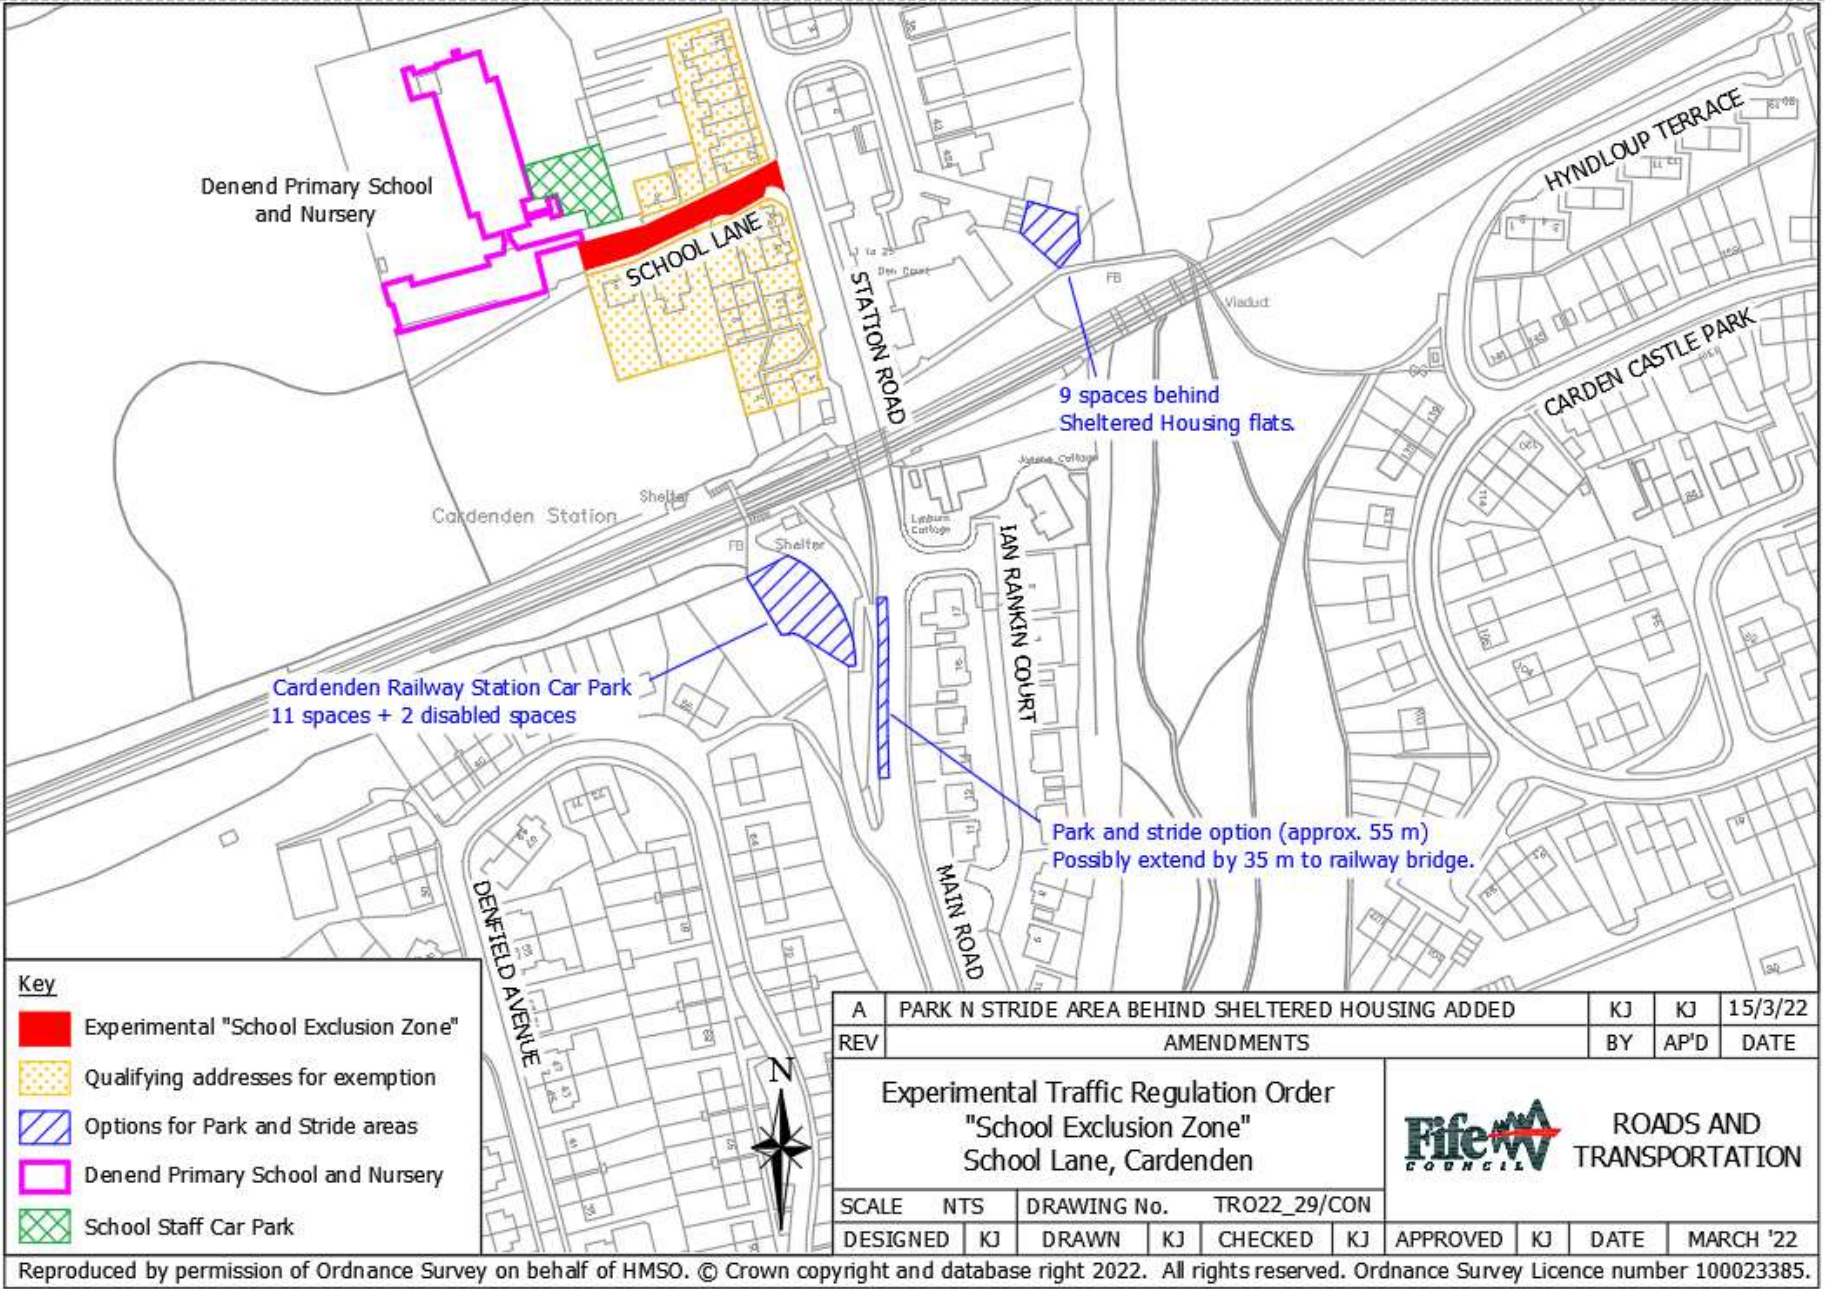 Denend Primary School
and Nursery
SCHOOL LANE
STATION ROAD
1 to 25
Den Court
FB
Viaduct
HYNDLOUP TERRACE
CARDEN CASTLE PARK
9 spaces behind
Sheltered Housing flats.
Cardenden Station
Shelter
FB
Shelter
Lynburn
Cottage
IAN RANKIN COURT
Cardenden Railway Station Car Park
11 spaces + 2 disabled spaces
Park and stride option (approx. 55 m)
Possibly extend by 35 m to railway bridge.
MAIN ROAD
DENFIELD AVENUE
Key
Experimental "School Exclusion Zone"
Qualifying addresses for exemption
Options for Park and Stride areas
Denend Primary School and Nursery
School Staff Car Park
N
A PARK N STRIDE AREA BEHIND SHELTERED HOUSING ADDED KJ KJ 15/3/22
REV AMENDMENTS BY AP'D DATE
Experimental Traffic Regulation Order
"School Exclusion Zone"
School Lane, Cardenden
Fife
COUNCIL
ROADS AND
TRANSPORTATION
SCALE NTS DRAWING No. TRO22_29/CON
DESIGNED KJ DRAWN KJ CHECKED KJ APPROVED KJ DATE MARCH '22
Reproduced by permission of Ordnance Survey on behalf of HMSO. © Crown copyright and database right 2022. All rights reserved. Ordnance Survey Licence number 100023385.